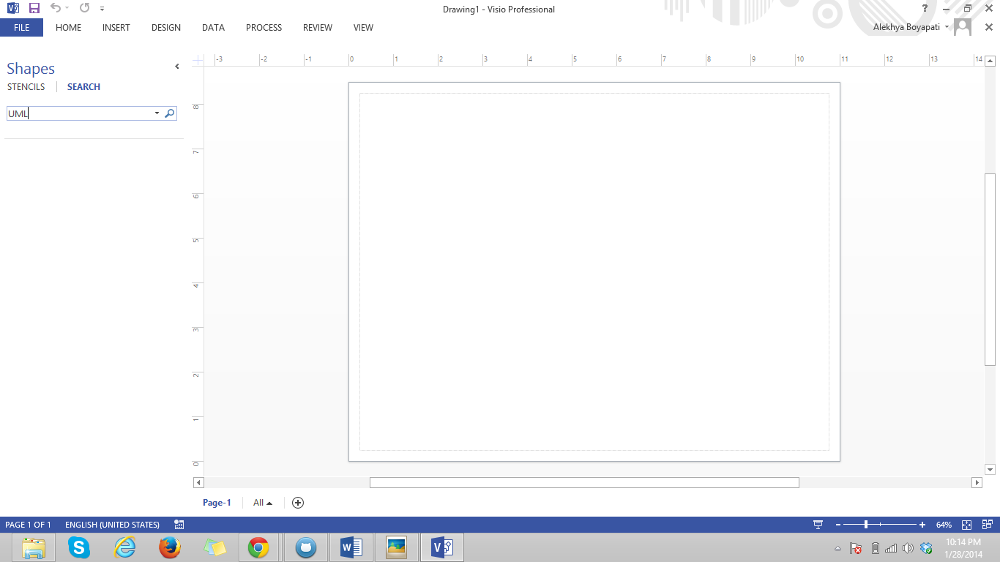 Drawing1 - Visio Professional
FILE HOME INSERT DESIGN DATA PROCESS REVIEW VIEW
Alekhya Boyapati
Shapes
STENCILS SEARCH
UML
-3 -2 -1 0 1 2 3 4 5 6 7 8 9 10 11 12 13 14
8
7
6
5
4
3
2
1
0
Page-1 All
PAGE 1 OF 1 ENGLISH (UNITED STATES) 64%
10:14 PM
1/28/2014